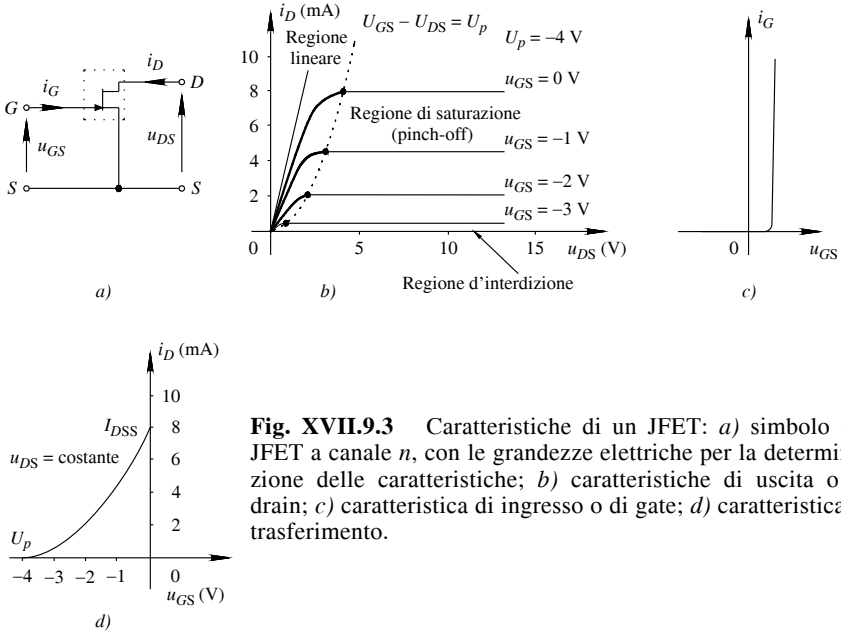 i_G
i_D
G
D
u_GS
u_DS
S
S
a)
i_D (mA)
U_GS – U_DS = U_p
U_p = –4 V
Regione
lineare
10
8
6
4
2
0
5
10
15
u_DS (V)
u_GS = 0 V
Regione di saturazione
(pinch-off)
u_GS = –1 V
u_GS = –2 V
u_GS = –3 V
Regione d’interdizione
b)
i_G
0
u_GS
c)
i_D (mA)
10
I_DSS
8
u_DS = costante
6
4
2
U_p
–4
–3
–2
–1
0
u_GS (V)
d)
Fig. XVII.9.3 Caratteristiche di un JFET: a) simbolo
JFET a canale n, con le grandezze elettriche per la determin
zione delle caratteristiche; b) caratteristiche di uscita o
drain; c) caratteristica di ingresso o di gate; d) caratteristica
trasferimento.